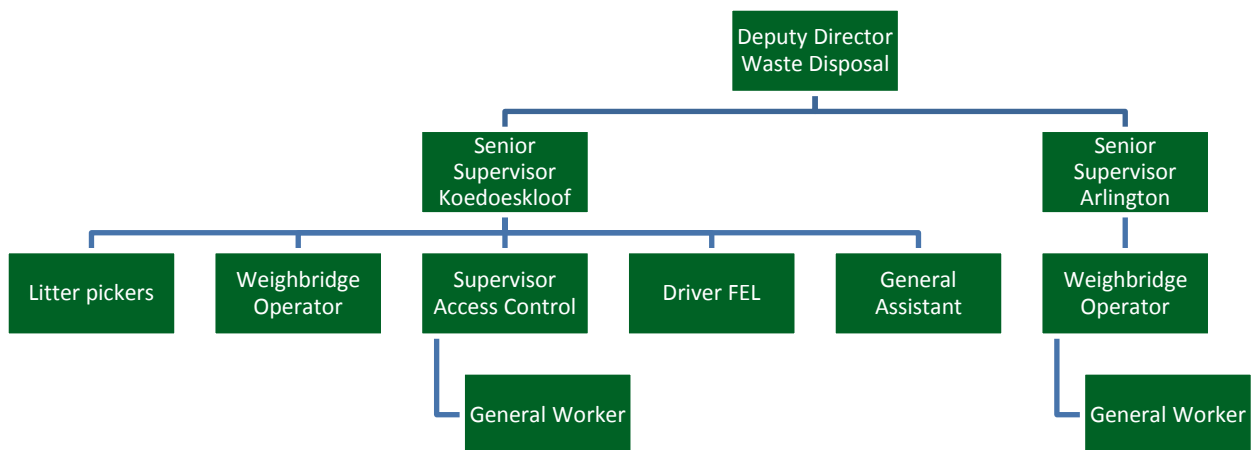 Deputy Director
Waste Disposal
Senior
Supervisor
Koedoeskloof
Senior
Supervisor
Arlington
Litter pickers
Weighbridge
Operator
Supervisor
Access Control
Driver FEL
General
Assistant
Weighbridge
Operator
General Worker
General Worker